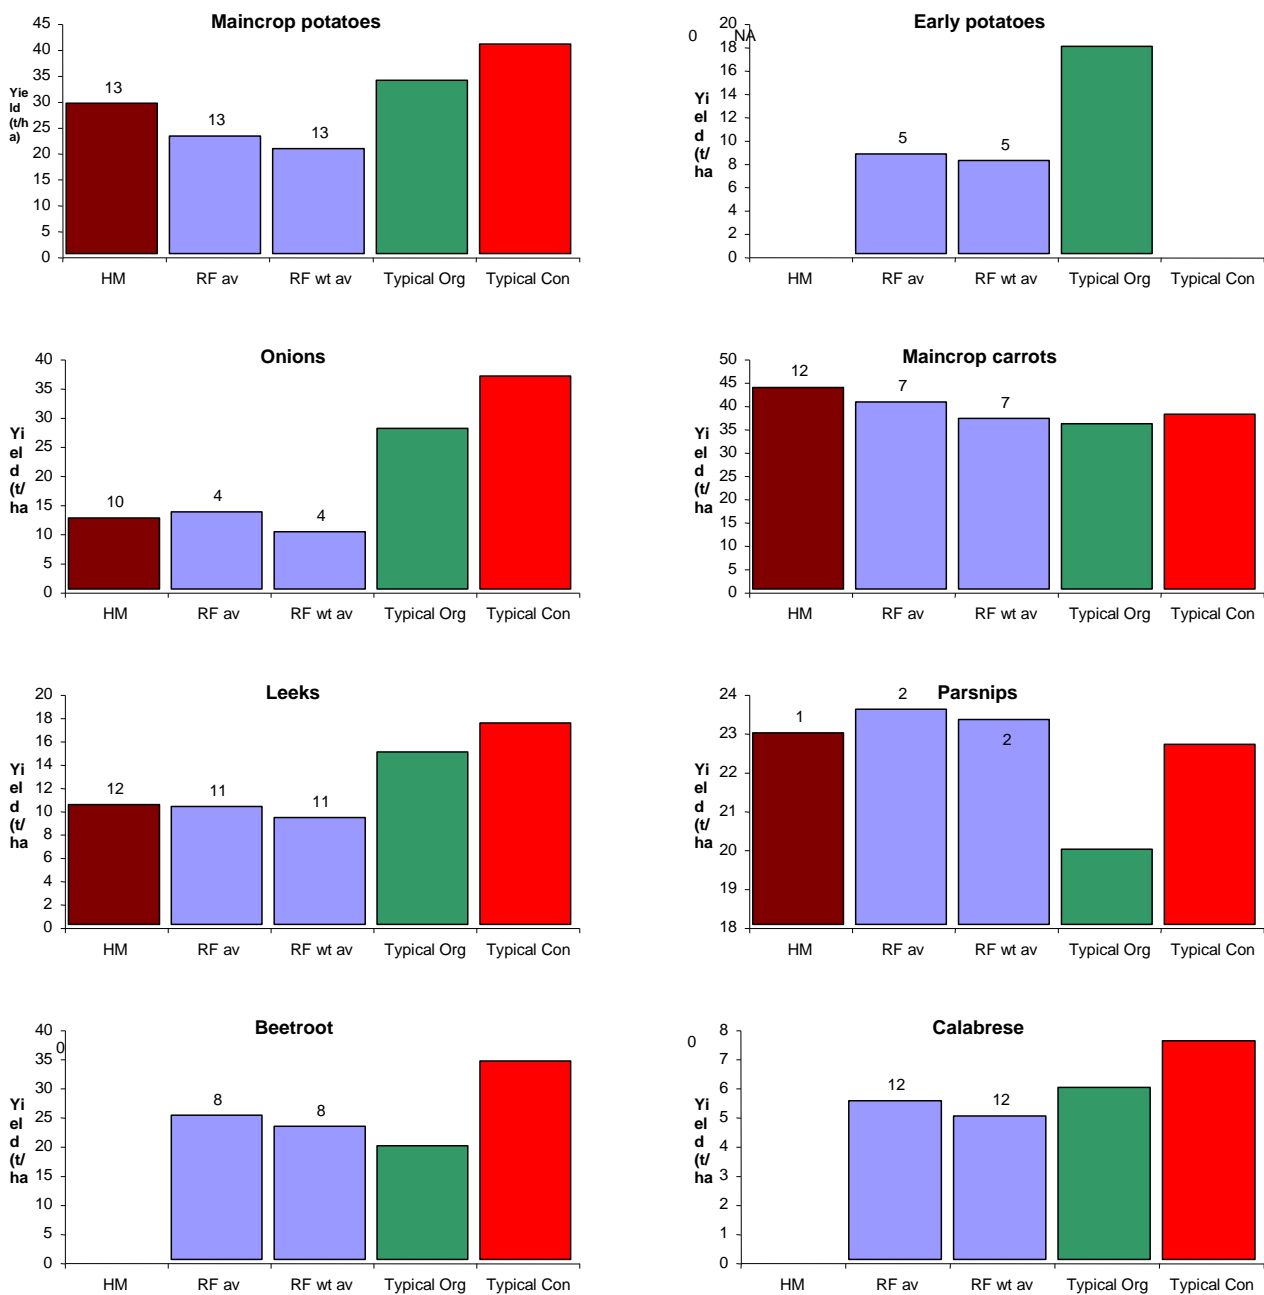 Maincrop potatoes
Yie
ld
(t/h
a)
45
40
35
30
25
20
15
10
5
0
13
13
13
HM RF av RF wt av Typical Org Typical Con
Early potatoes
0 NA
Yi
el
d
(t/
ha
20
18
16
14
12
10
8
6
4
2
0
5
5
HM RF av RF wt av Typical Org Typical Con
Onions
Yi
el
d
(t/
ha
40
35
30
25
20
15
10
5
0
10
4
4
HM RF av RF wt av Typical Org Typical Con
Maincrop carrots
Yi
el
d
(t/
ha
50
45
40
35
30
25
20
15
10
5
0
12
7
7
HM RF av RF wt av Typical Org Typical Con
Leeks
Yi
el
d
(t/
ha
20
18
16
14
12
10
8
6
4
2
0
12
11
11
HM RF av RF wt av Typical Org Typical Con
Parsnips
Yi
el
d
(t/
ha
24
23
22
21
20
19
18
1
2
2
HM RF av RF wt av Typical Org Typical Con
Beetroot
0
Yi
el
d
(t/
ha
40
35
30
25
20
15
10
5
0
8
8
HM RF av RF wt av Typical Org Typical Con
Calabrese
0
Yi
el
d
(t/
ha
8
7
6
5
4
3
2
1
0
12
12
HM RF av RF wt av Typical Org Typical Con